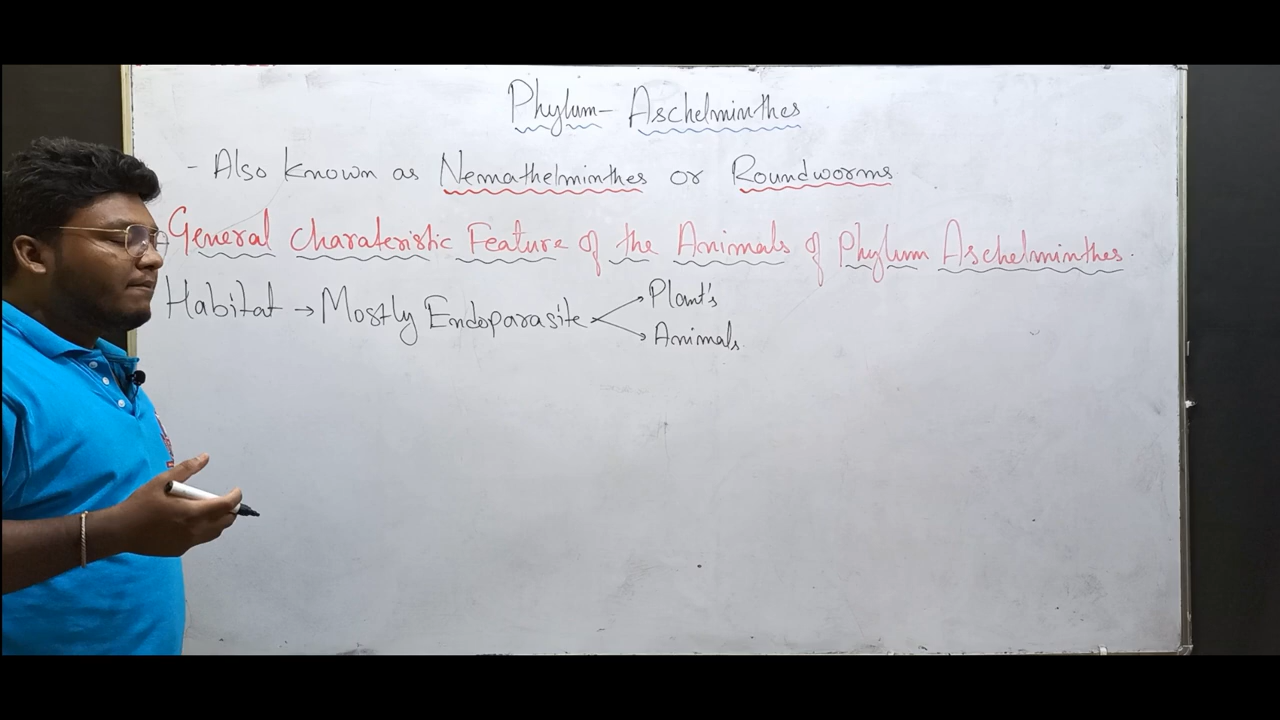 Phylum- Aschelminthes
- Also known as Nemathelminthes or Roundworms
General Charateristic Feature of the Animals of Phylum Aschelminthes.
Habitat → Mostly Endoparasite
Plant's
Animals.